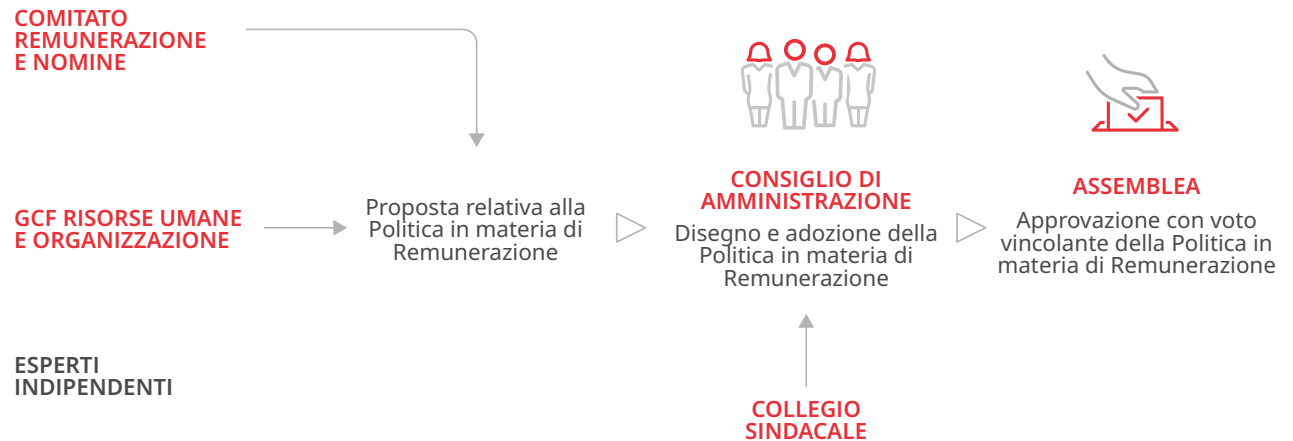 COMITATO
REMUNERAZIONE
E NOMINE
GCF RISORSE UMANE
E ORGANIZZAZIONE
ESPERTI
INDIPENDENTI
Proposta relativa alla
Politica in materia di
Remunerazione
CONSIGLIO DI
AMMINISTRAZIONE
Disegno e adozione della
Politica in materia di
Remunerazione
COLLEGIO
SINDACALE
ASSEMBLEA
Approvazione con voto
vincolante della Politica in
materia di Remunerazione